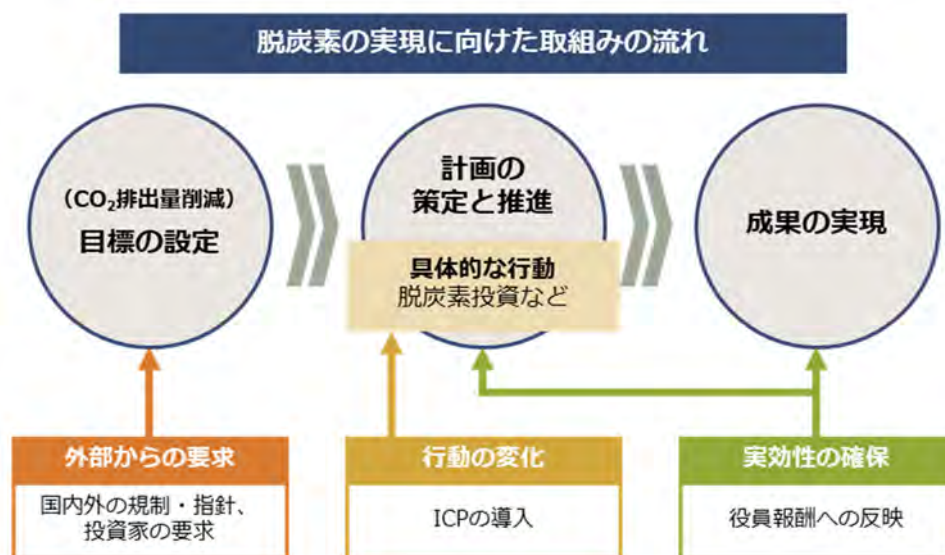 脱炭素の実現に向けた取組みの流れ
（CO₂排出量削減）
目標の設定
計画の
策定と推進
具体的な行動
脱炭素投資など
成果の実現
外部からの要求
国内外の規制・指針、
投資家の要求
行動の変化
ICPの導入
実効性の確保
役員報酬への反映